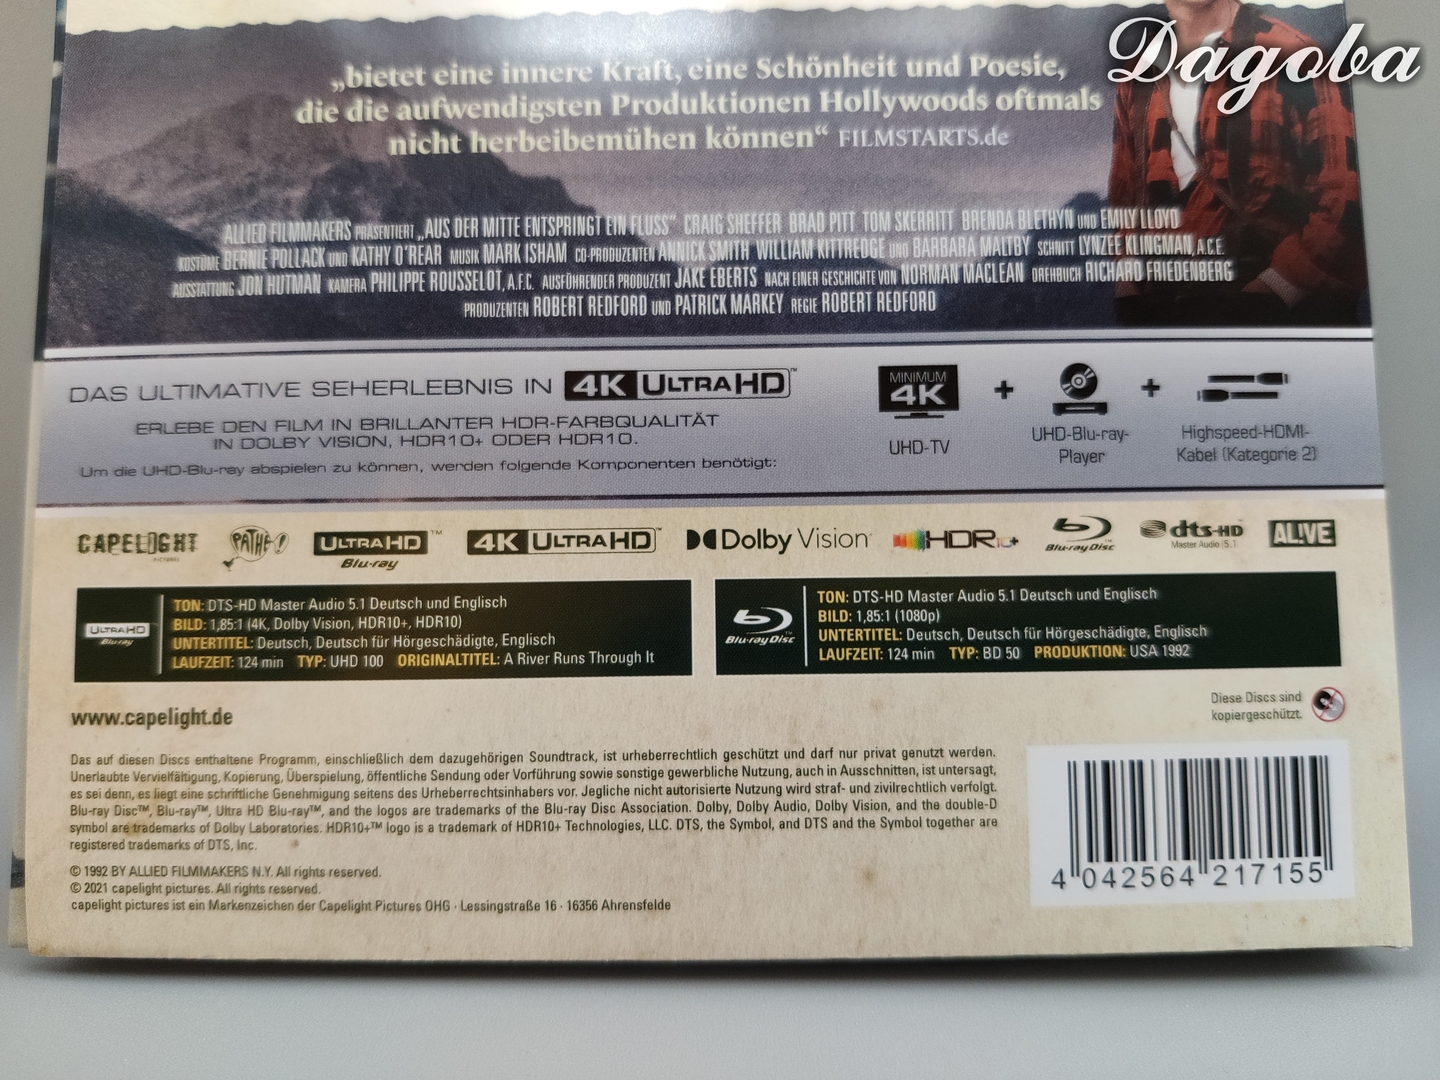 Dagoba
„bietet eine innere Kraft, eine Schönheit und Poesie,
die die aufwendigsten Produktionen Hollywoods oftmals
nicht herbeibemühen können“ FILMSTARTS.de
ALLIED FILMMAKERS PRÄSENTIERT „AUS DER MITTE ENTSPRINGT EIN FLUSS“ CRAIG SHEFFER BRAD PITT TOM SKERRITT BRENDA BLETHYN UND EMILY LLOYD
KOSTÜME BERNIE POLLACK UND KATHY O'REAR MUSIK MARK ISHAM CO-PRODUZENTEN ANNICK SMITH WILLIAM KITTREDGE UND BARBARA MALTBY SCHNITT LYNZEE KLINGMAN, A.C.E.
AUSSTATTUNG JON HUTMAN KAMERA PHILIPPE ROUSSELOT, A.F.C. AUSFÜHRENDER PRODUZENT JAKE EBERTS NACH EINER GESCHICHTE VON NORMAN MACLEAN DREHBUCH RICHARD FRIEDENBERG
PRODUZENTEN ROBERT REDFORD UND PATRICK MARKEY REGIE ROBERT REDFORD
DAS ULTIMATIVE SEHERLEBNIS IN 4K ULTRA HD™
ERLEBE DEN FILM IN BRILLANTER HDR-FARBQUALITÄT
IN DOLBY VISION, HDR10+ ODER HDR10.
Um die UHD-Blu-ray abspielen zu können, werden folgende Komponenten benötigt:
MINIMUM
4K
+
+
UHD-TV
UHD-Blu-ray-
Player
Highspeed-HDMI-
Kabel (Kategorie 2)
CAPELIGHT
PICTURES
PATHE!
ULTRA HD™
Blu-ray
4K ULTRA HD™
Dolby Vision
HDR10+
Blu-ray Disc
dts-HD
Master Audio | 5.1
AL!VE
ULTRA HD
Blu-ray
TON: DTS-HD Master Audio 5.1 Deutsch und Englisch
BILD: 1,85:1 (4K, Dolby Vision, HDR10+, HDR10)
UNTERTITEL: Deutsch, Deutsch für Hörgeschädigte, Englisch
LAUFZEIT: 124 min TYP: UHD 100 ORIGINALTITEL: A River Runs Through It
Blu-ray Disc™
TON: DTS-HD Master Audio 5.1 Deutsch und Englisch
BILD: 1,85:1 (1080p)
UNTERTITEL: Deutsch, Deutsch für Hörgeschädigte, Englisch
LAUFZEIT: 124 min TYP: BD 50 PRODUKTION: USA 1992
www.capelight.de
Diese Discs sind
kopiergeschützt.
Das auf diesen Discs enthaltene Programm, einschließlich dem dazugehörigen Soundtrack, ist urheberrechtlich geschützt und darf nur privat genutzt werden.
Unerlaubte Vervielfältigung, Kopierung, Überspielung, öffentliche Sendung oder Vorführung sowie sonstige gewerbliche Nutzung, auch in Ausschnitten, ist untersagt,
es sei denn, es liegt eine schriftliche Genehmigung seitens des Urheberrechtsinhabers vor. Jegliche nicht autorisierte Nutzung wird straf- und zivilrechtlich verfolgt.
Blu-ray Disc™, Blu-ray™, Ultra HD Blu-ray™, and the logos are trademarks of the Blu-ray Disc Association. Dolby, Dolby Audio, Dolby Vision, and the double-D
symbol are trademarks of Dolby Laboratories. HDR10+™ logo is a trademark of HDR10+ Technologies, LLC. DTS, the Symbol, and DTS and the Symbol together are
registered trademarks of DTS, Inc.
© 1992 BY ALLIED FILMMAKERS N.Y. All rights reserved.
© 2021 capelight pictures. All rights reserved.
capelight pictures ist ein Markenzeichen der Capelight Pictures OHG · Lessingstraße 16 · 16356 Ahrensfelde
4 042564 217155